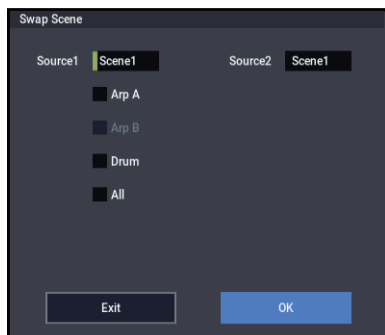 Swap Scene
Source1 Scene1 Source2 Scene1
Arp A
Arp B
Drum
All
Exit OK